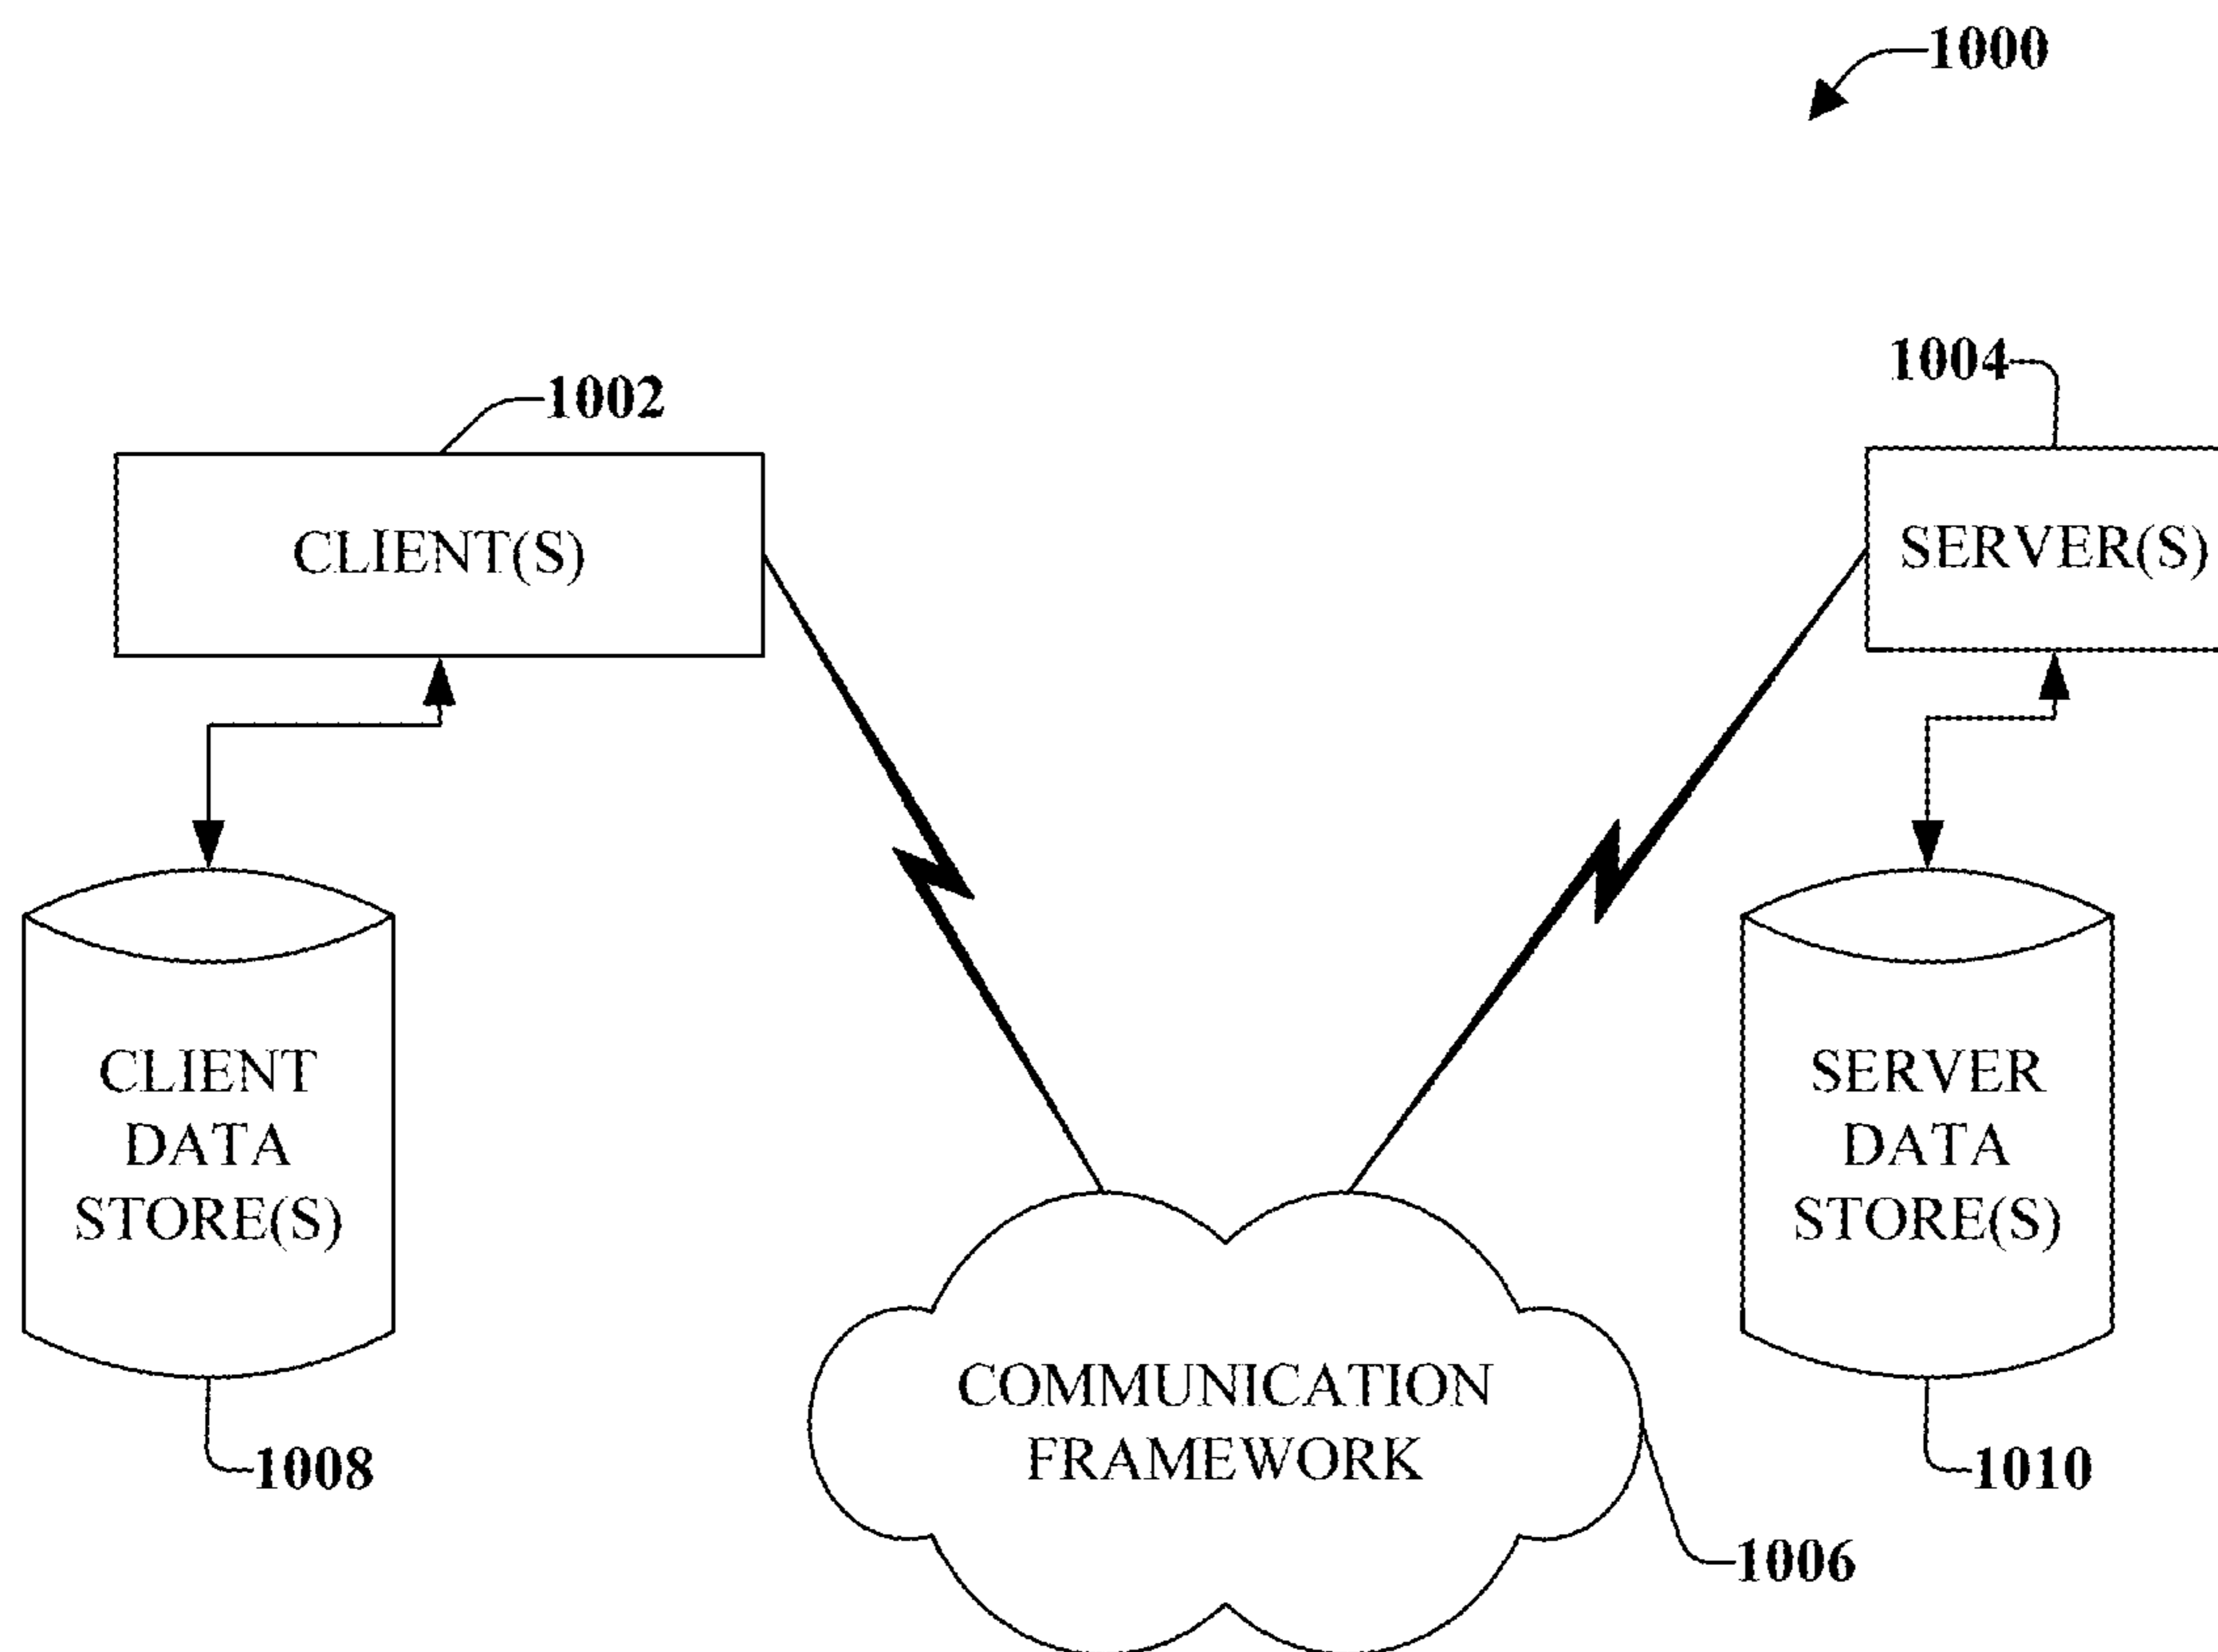 1000
1002
1004
CLIENT(S)
SERVER(S)
CLIENT
DATA
STORE(S)
SERVER
DATA
STORE(S)
COMMUNICATION
FRAMEWORK
1008
1010
1006